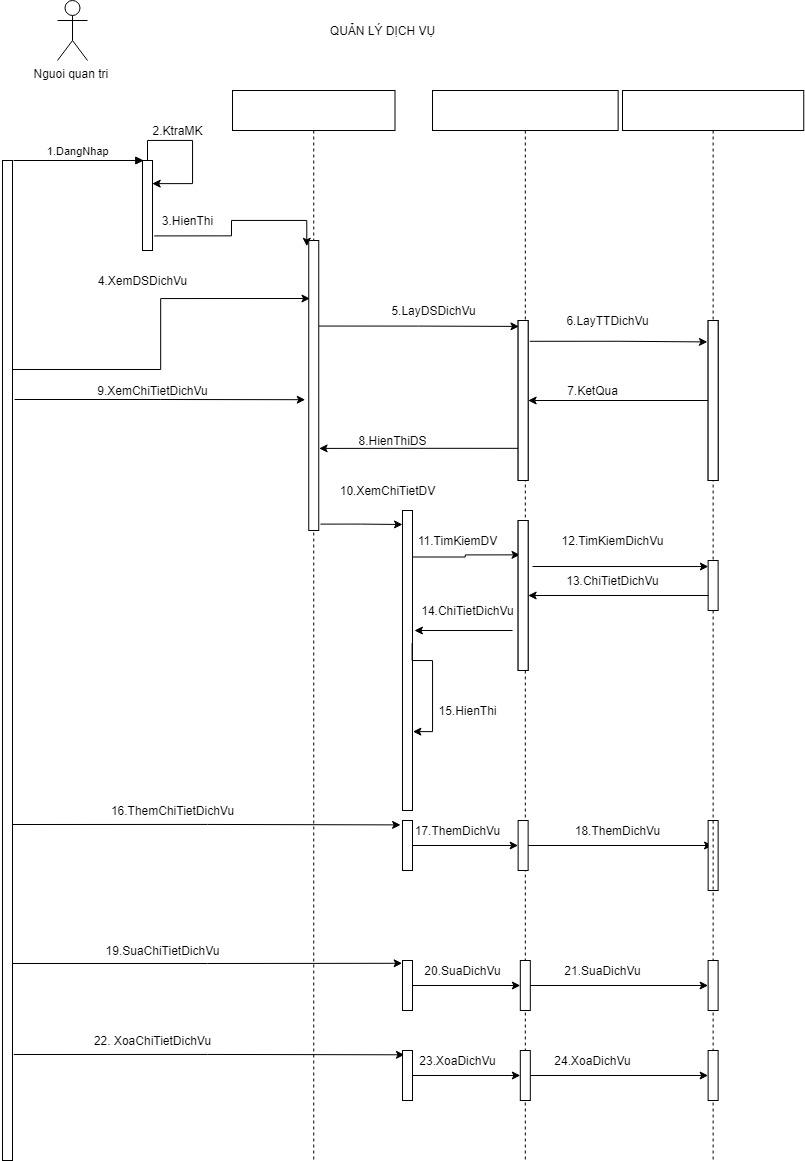 QUẢN LÝ DỊCH VỤ
Nguoi quan tri
2.KtraMK
1.DangNhap
3.HienThi
4.XemDSDichVu
5.LayDSDichVu
6.LayTTDichVu
9.XemChiTietDichVu
7.KetQua
8.HienThiDS
10.XemChiTietDV
11.TimKiemDV
12.TimKiemDichVu
13.ChiTietDichVu
14.ChiTietDichVu
15.HienThi
16.ThemChiTietDichVu
17.ThemDichVu
18.ThemDichVu
19.SuaChiTietDichVu
20.SuaDichVu
21.SuaDichVu
22. XoaChiTietDichVu
23.XoaDichVu
24.XoaDichVu